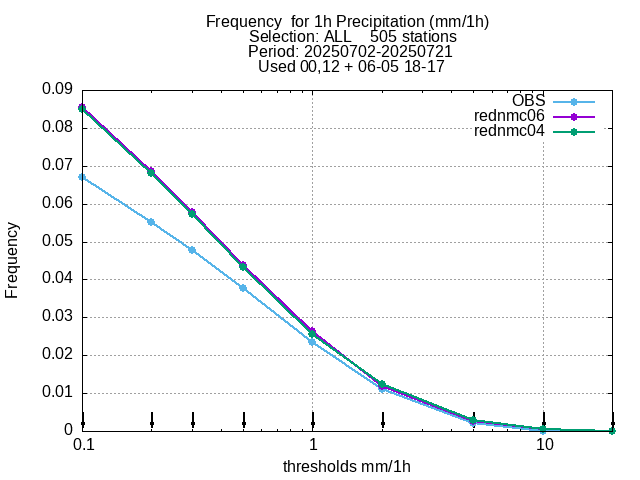 Frequency  for 1h Precipitation (mm/1h)
Selection: ALL    505 stations
Period: 20250702-20250721
Used 00,12 + 06-05 18-17
OBS
rednmc06
rednmc04
0.09
0.08
0.07
0.06
0.05
0.04
0.03
0.02
0.01
0
Frequency
0.1 1 10
thresholds mm/1h